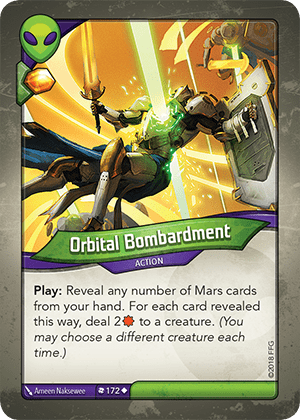 Orbital Bombardment
ACTION
Play: Reveal any number of Mars cards
from your hand. For each card revealed
this way, deal 2 to a creature. (You
may choose a different creature each
time.)
©2018 FFG
Ameen Naksewee
172